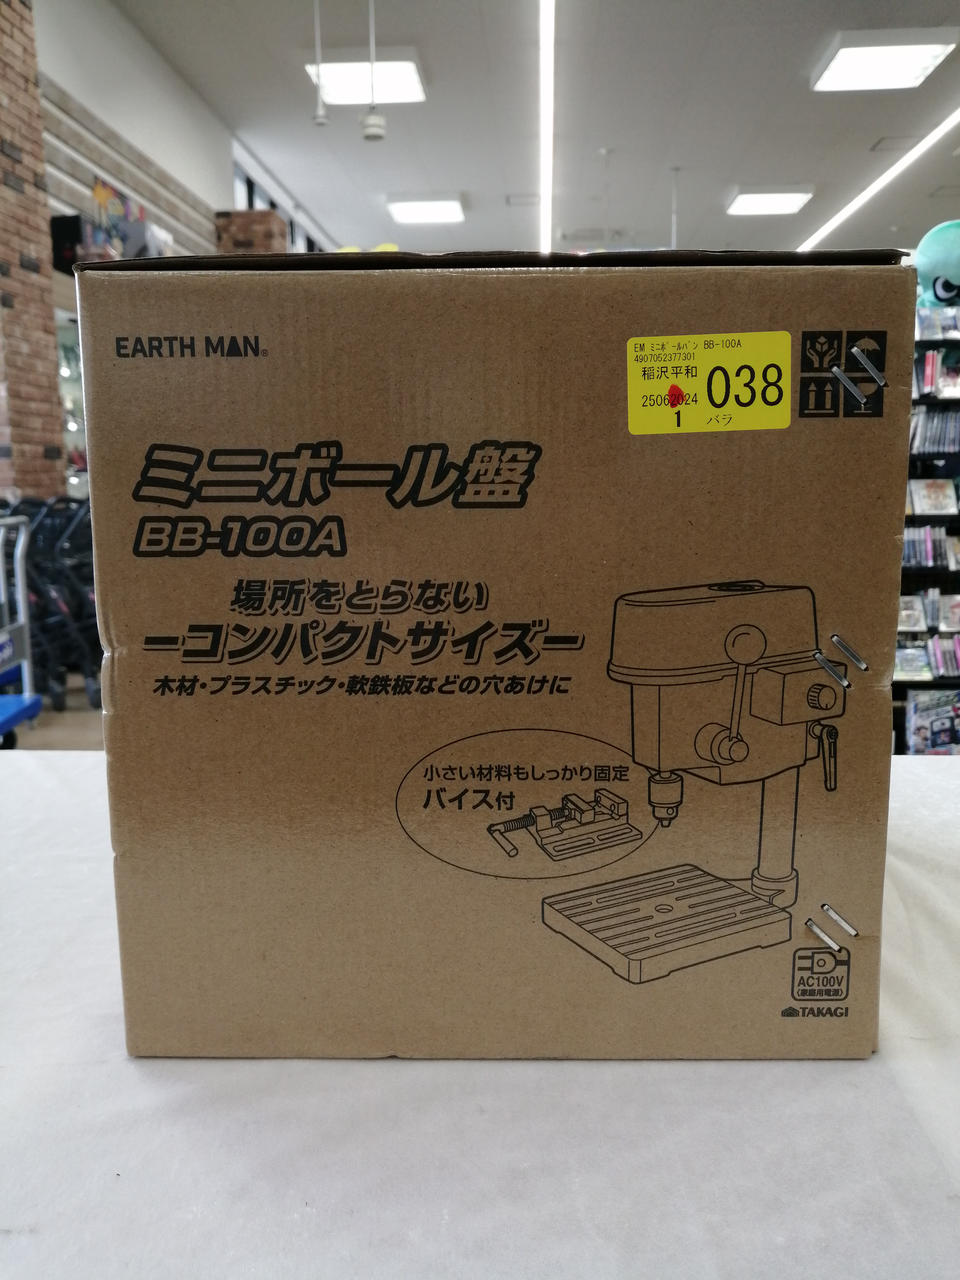 EARTH MAN®
EM ミニボールバン BB-100A
4907052377301
稲沢平和
038
1
バラ
ミニボール盤
BB-100A
場所をとらない
ーコンパクトサイズー
木材・プラスチック・軟鉄板などの穴あけに
小さい材料もしっかり固定
バイス付
AC100V
〈家庭用電源〉
TAKAGI